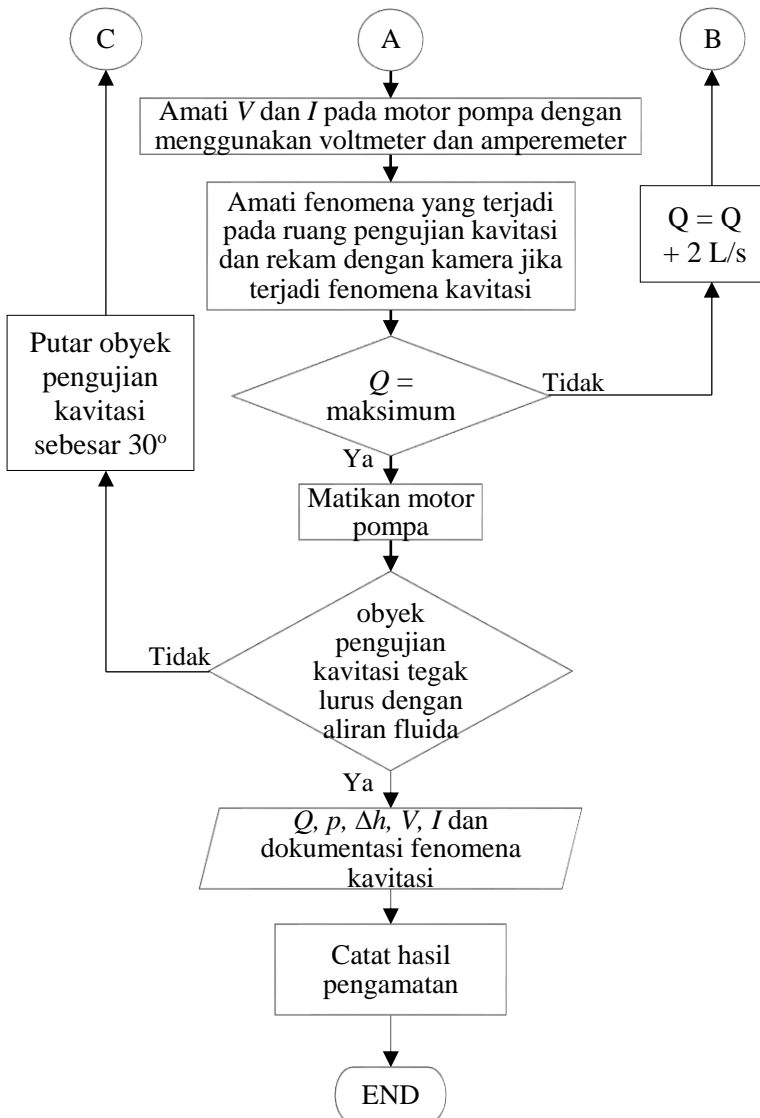 C
A
B
Amati V dan I pada motor pompa dengan
menggunakan voltmeter dan amperemeter
Amati fenomena yang terjadi
pada ruang pengujian kavitasi
dan rekam dengan kamera jika
terjadi fenomena kavitasi
Q = Q
+ 2 L/s
Putar obyek
pengujian
kavitasi
sebesar 30°
Q =
maksimum
Tidak
Ya
Matikan motor
pompa
obyek
pengujian
kavitasi tegak
lurus dengan
aliran fluida
Tidak
Ya
Q, p, Δh, V, I dan
dokumentasi fenomena
kavitasi
Catat hasil
pengamatan
END